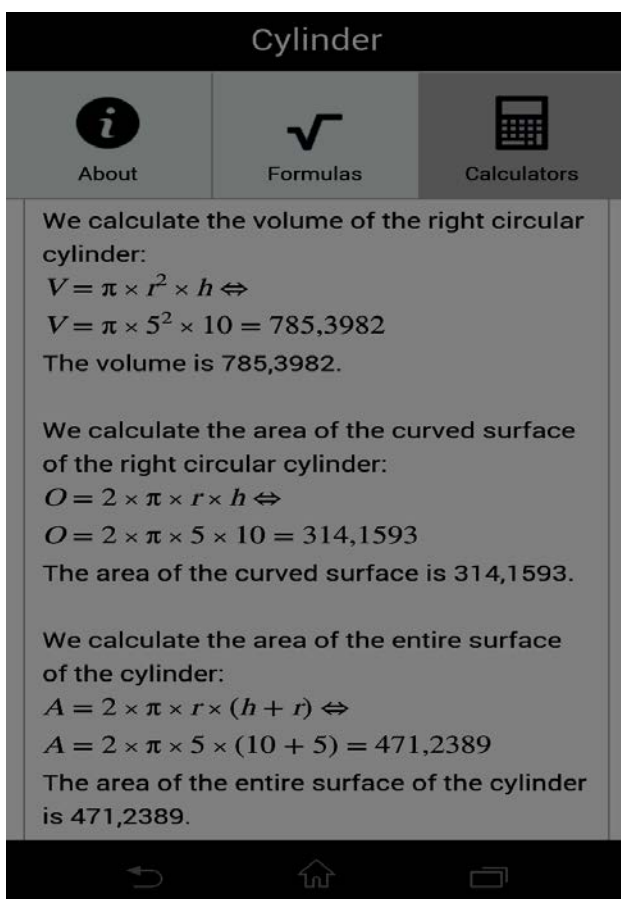 Cylinder
About
Formulas
Calculators
We calculate the volume of the right circular
cylinder:
V = π × r² × h ⇔
V = π × 5² × 10 = 785,3982
The volume is 785,3982.
We calculate the area of the curved surface
of the right circular cylinder:
O = 2 × π × r × h ⇔
O = 2 × π × 5 × 10 = 314,1593
The area of the curved surface is 314,1593.
We calculate the area of the entire surface
of the cylinder:
A = 2 × π × r × (h + r) ⇔
A = 2 × π × 5 × (10 + 5) = 471,2389
The area of the entire surface of the cylinder
is 471,2389.